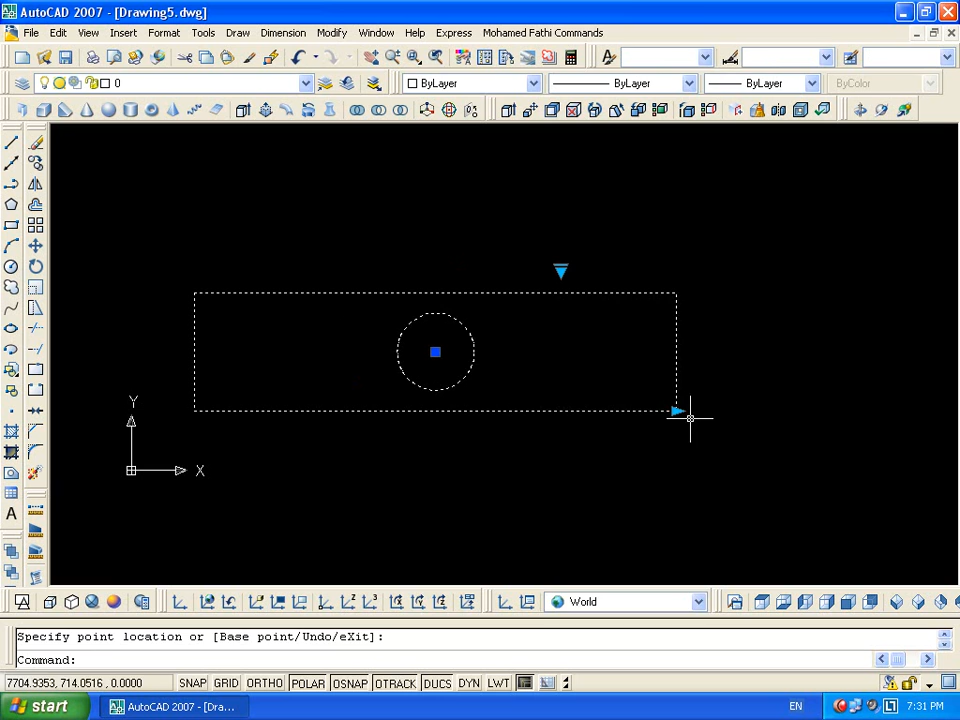 AutoCAD 2007 - [Drawing5.dwg]
File Edit View Insert Format Tools Draw Dimension Modify Window Help Express Mohamed Fathi Commands
0 ByLayer ByLayer ByLayer ByColor
Y
X
A
World
Specify point location or [Base point/Undo/eXit]:
Command:
7704.9353, 714.0516 , 0.0000 SNAP GRID ORTHO POLAR OSNAP OTRACK DUCS DYN LWT
start AutoCAD 2007 - [Dra... EN 7:31 PM